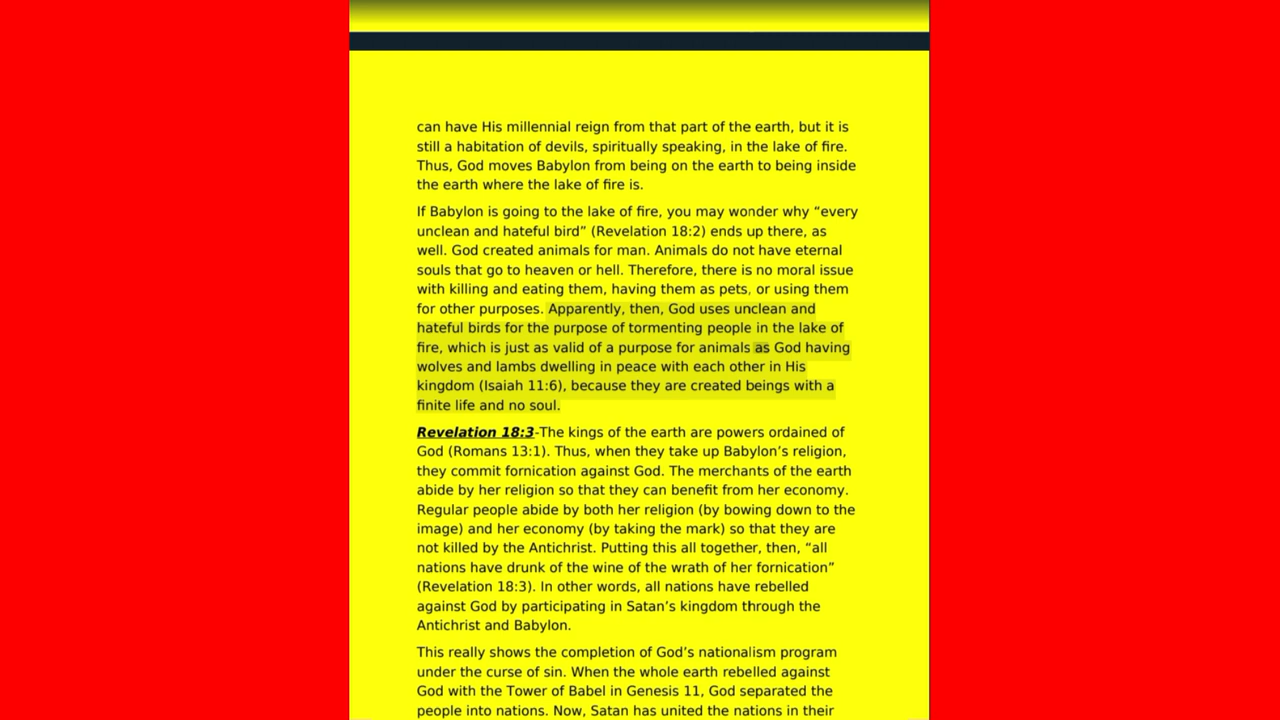 can have His millennial reign from that part of the earth, but it is
still a habitation of devils, spiritually speaking, in the lake of fire.
Thus, God moves Babylon from being on the earth to being inside
the earth where the lake of fire is.
If Babylon is going to the lake of fire, you may wonder why “every
unclean and hateful bird” (Revelation 18:2) ends up there, as
well. God created animals for man. Animals do not have eternal
souls that go to heaven or hell. Therefore, there is no moral issue
with killing and eating them, having them as pets, or using them
for other purposes. Apparently, then, God uses unclean and
hateful birds for the purpose of tormenting people in the lake of
fire, which is just as valid of a purpose for animals as God having
wolves and lambs dwelling in peace with each other in His
kingdom (Isaiah 11:6), because they are created beings with a
finite life and no soul.
Revelation 18:3-The kings of the earth are powers ordained of
God (Romans 13:1). Thus, when they take up Babylon’s religion,
they commit fornication against God. The merchants of the earth
abide by her religion so that they can benefit from her economy.
Regular people abide by both her religion (by bowing down to the
image) and her economy (by taking the mark) so that they are
not killed by the Antichrist. Putting this all together, then, “all
nations have drunk of the wine of the wrath of her fornication”
(Revelation 18:3). In other words, all nations have rebelled
against God by participating in Satan’s kingdom through the
Antichrist and Babylon.
This really shows the completion of God’s nationalism program
under the curse of sin. When the whole earth rebelled against
God with the Tower of Babel in Genesis 11, God separated the
people into nations. Now, Satan has united the nations in their